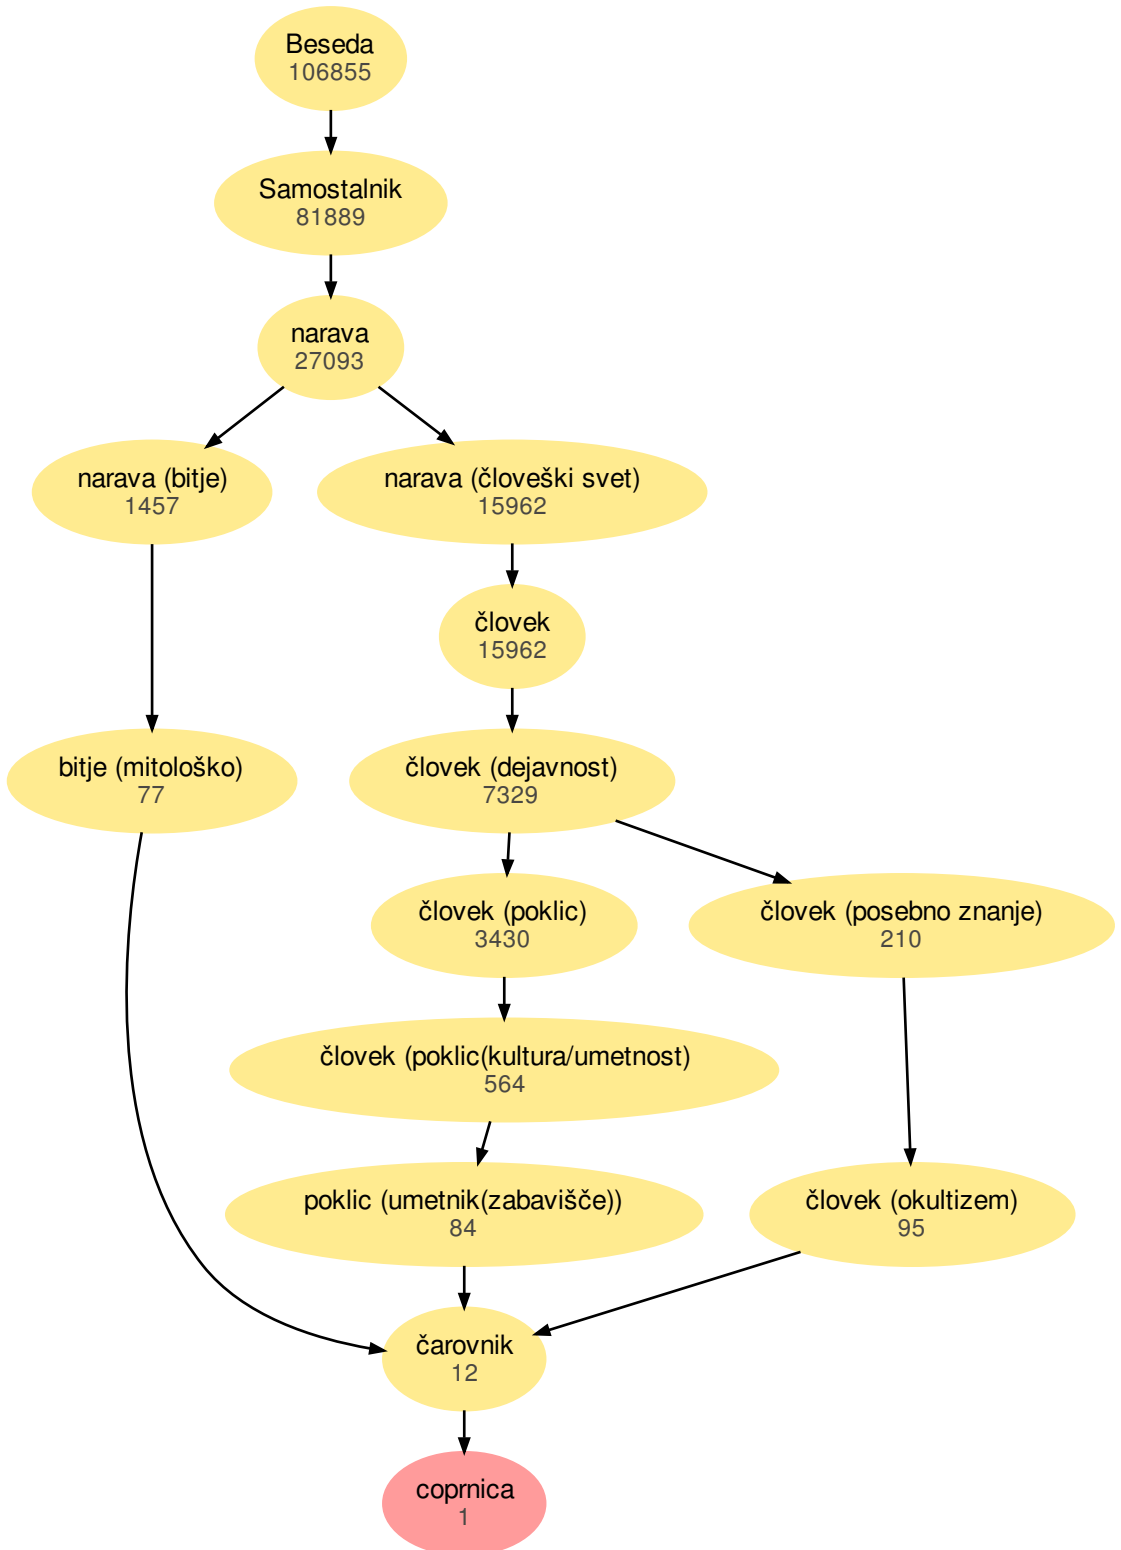 Beseda
106855
Samostalnik
81889
narava
27093
narava (bitje)
1457
narava (človeški svet)
15962
človek
15962
bitje (mitološko)
77
človek (dejavnost)
7329
človek (poklic)
3430
človek (posebno znanje)
210
človek (poklic(kultura/umetnost)
564
poklic (umetnik(zabavišče))
84
človek (okultizem)
95
čarovnik
12
coprnica
1